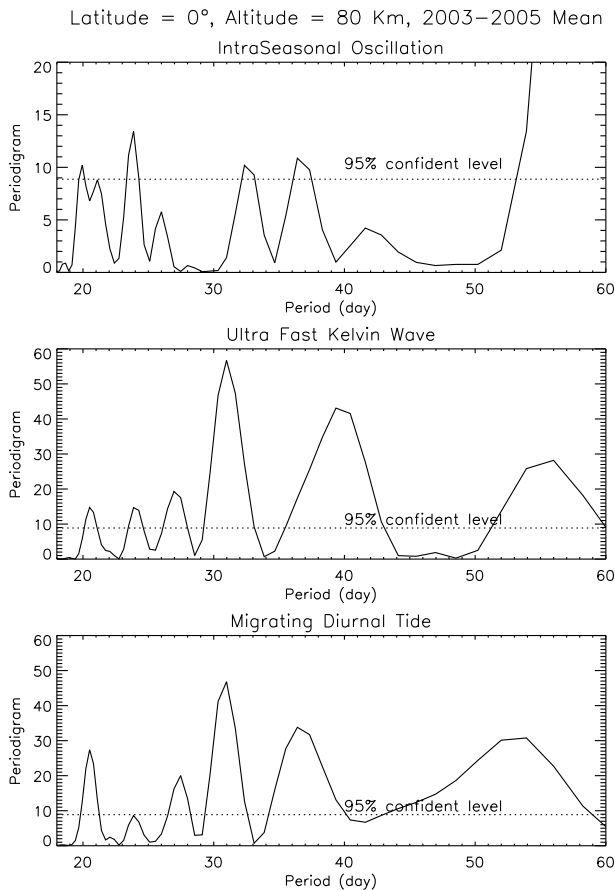 Latitude = 0°, Altitude = 80 Km, 2003-2005 Mean
IntraSeasonal Oscillation
20
15
10
5
0
Periodigram
95% confident level
20 30 40 50 60
Period (day)
Ultra Fast Kelvin Wave
60
50
40
30
20
10
0
Periodigram
95% confident level
20 30 40 50 60
Period (day)
Migrating Diurnal Tide
60
50
40
30
20
10
0
Periodigram
95% confident level
20 30 40 50 60
Period (day)